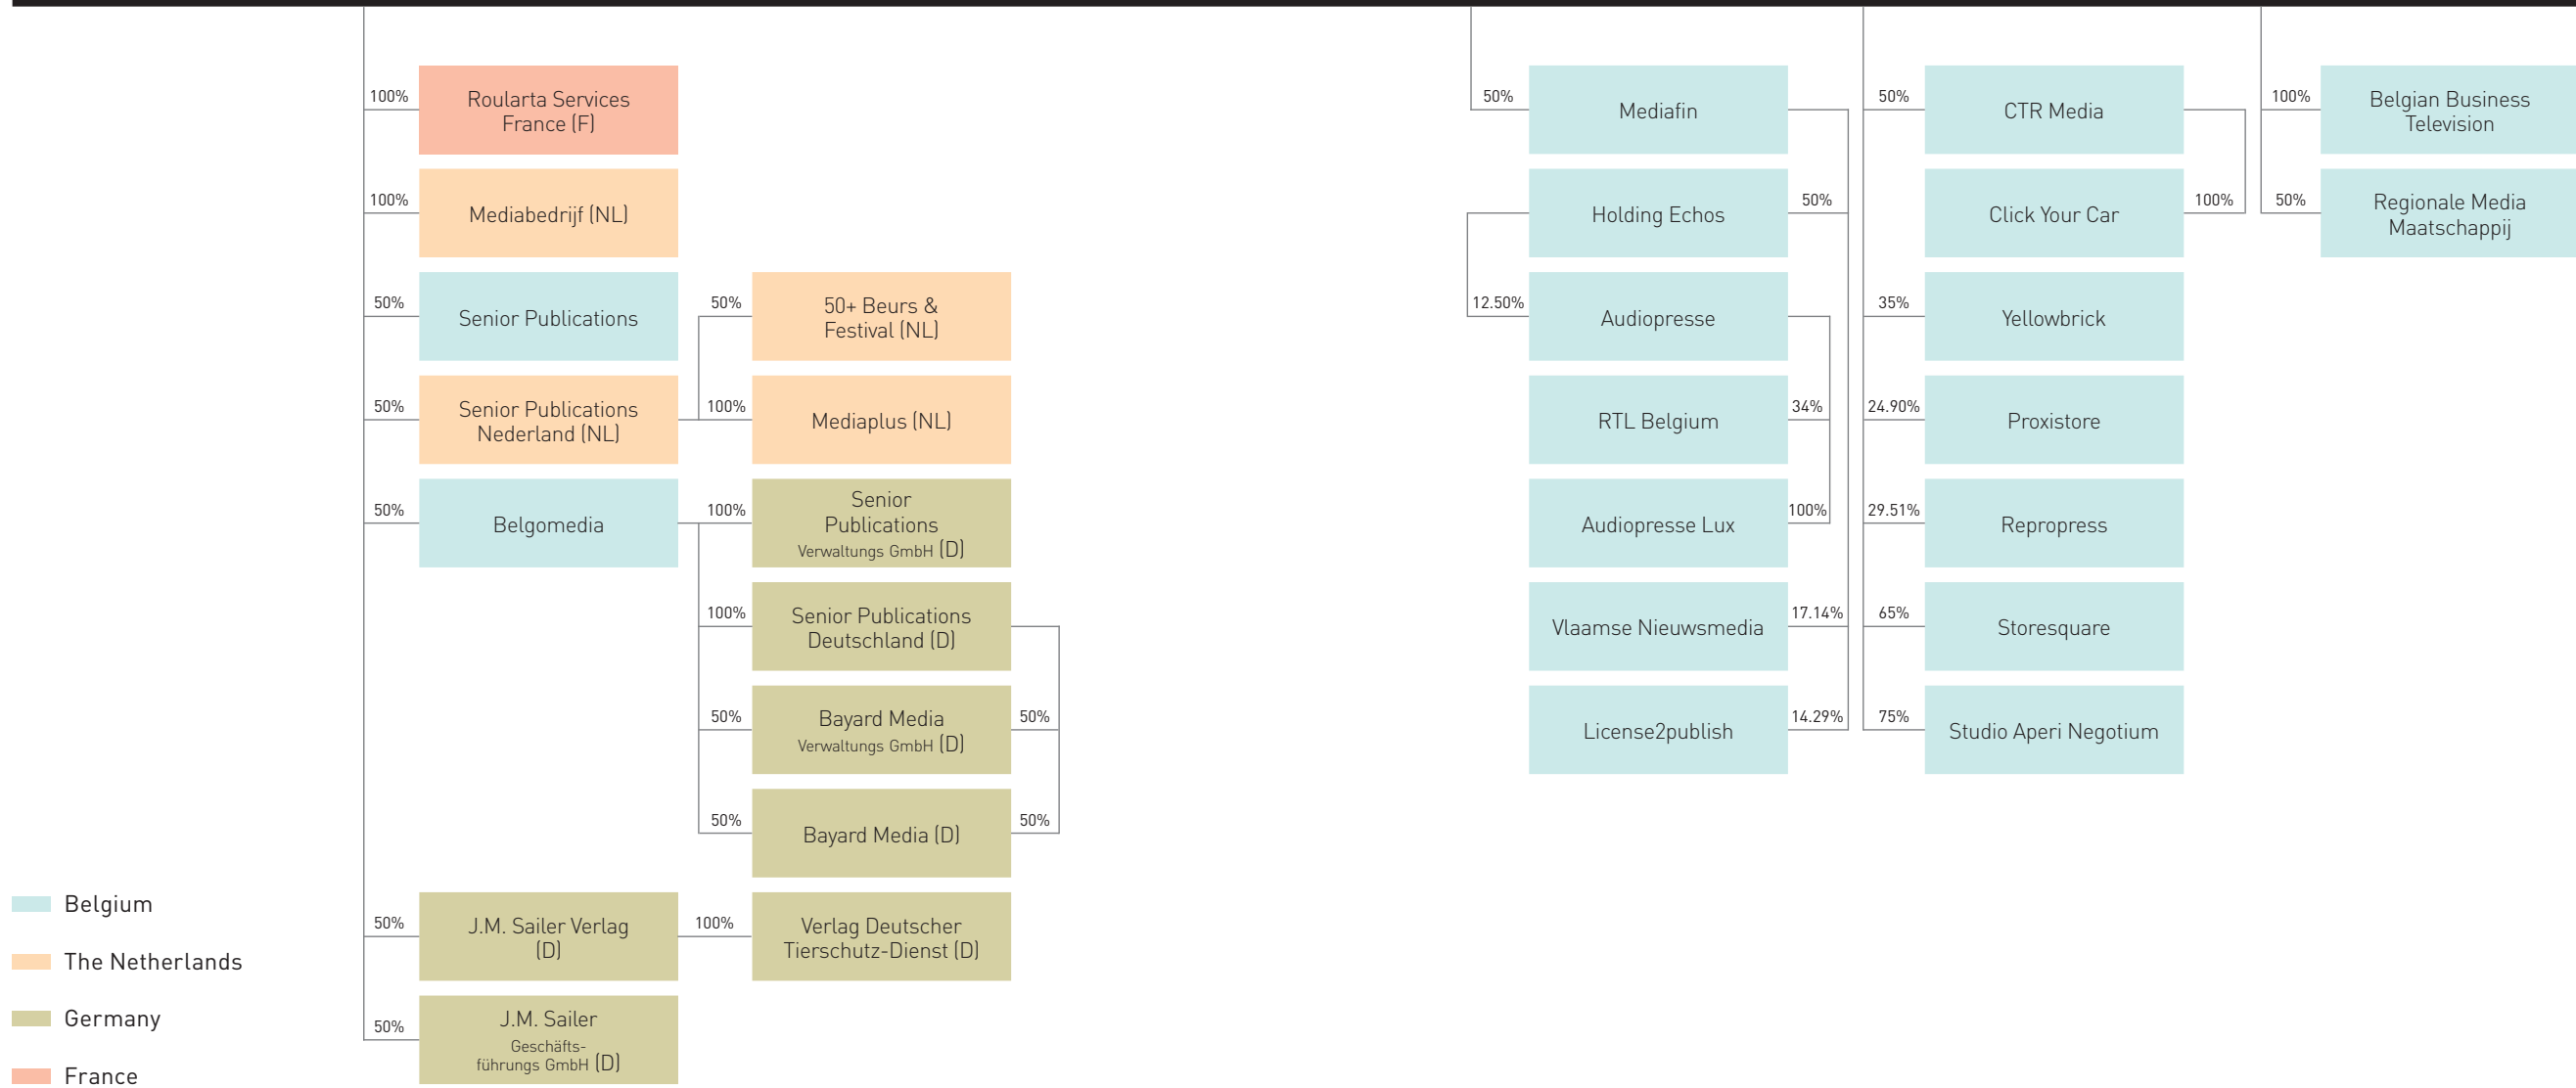 100%
Roularta Services
France (F)
100%
Mediabedrijf (NL)
50%
Senior Publications
50%
50+ Beurs &
Festival (NL)
50%
Senior Publications
Nederland (NL)
100%
Mediaplus (NL)
50%
Belgomedia
100%
Senior
Publications
Verwaltungs GmbH (D)
100%
Senior Publications
Deutschland (D)
50%
Bayard Media
Verwaltungs GmbH (D)
50%
50%
Bayard Media (D)
50%
50%
J.M. Sailer Verlag
(D)
100%
Verlag Deutscher
Tierschutz-Dienst (D)
50%
J.M. Sailer
Geschäfts-
führungs GmbH (D)
50%
Mediafin
Holding Echos
50%
12.50%
Audiopresse
RTL Belgium
34%
Audiopresse Lux
100%
Vlaamse Nieuwsmedia
17.14%
License2publish
14.29%
50%
CTR Media
Click Your Car
100%
35%
Yellowbrick
24.90%
Proxistore
29.51%
Repropress
65%
Storesquare
75%
Studio Aperi Negotium
100%
Belgian Business
Television
50%
Regionale Media
Maatschappij
Belgium
The Netherlands
Germany
France